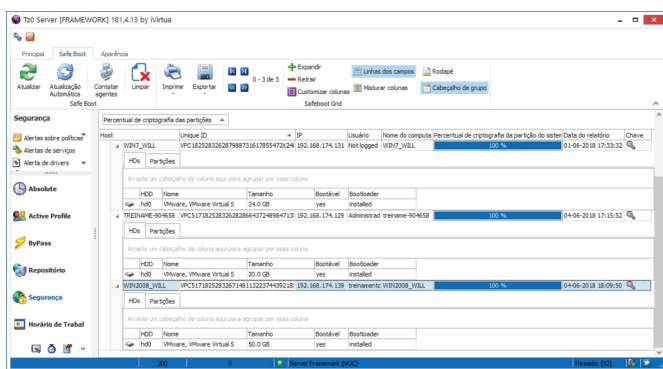 Tz0 Server [FRAMEWORK] 181.4.13 by iVirtua
Principal Safe Boot Aparência
Atualizar
Atualização Automática
Contatar agentes
Limpar
Imprimir
Exportar
0 - 3 de 3
Expandir
Retrair
Customizar colunas
Linhas dos campos
Misturar colunas
Rodapé
Cabeçalho de grupo
Safe Boot
Safeboot Grid
Segurança
Alertas sobre políticas
Alertas de serviços
Alerta de drivers
Absolute
Active Profile
ByPass
Repositório
Segurança
Horário de Trabal
Percentual de criptografia das partições
Host Unique ID IP Usuário Nome do computa Percentual de criptografia da partição do sisten Data do relatório Chave
WIN7_WILL 192.168.174.131 Not logged WIN7_WILL 100 % 01-06-2018 17:33:32
HDs Partições
Arraste um cabeçalho de coluna aqui para agrupar por essa coluna
HDD Nome Tamanho Bootável Bootloader
hd0 VMware, VMware Virtual S 24.0 GB yes installed
TREINAME-904658 192.168.174.129 Administrad treiname-904658 100 % 04-06-2018 17:15:52
HDs Partições
Arraste um cabeçalho de coluna aqui para agrupar por essa coluna
HDD Nome Tamanho Bootável Bootloader
hd0 VMware, VMware Virtual S 20.0 GB yes installed
WIN2008_WILL 192.168.174.139 treinamento WIN2008_WILL 100 % 04-06-2018 18:09:50
HDs Partições
Arraste um cabeçalho de coluna aqui para agrupar por essa coluna
HDD Nome Tamanho Bootável Bootloader
hd0 VMware, VMware Virtual S 50.0 GB yes installed
200 0 Server Framework (NOC) Threads: [32]